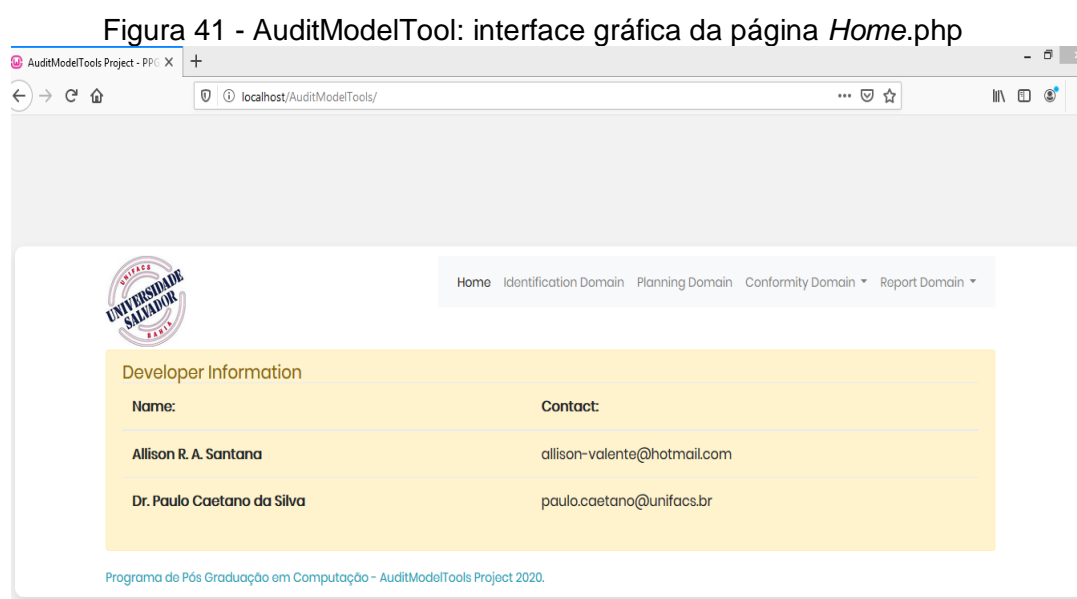 Figura 41 - AuditModelTool: interface gráfica da página Home.php
AuditModelTools Project - PPG
localhost/AuditModelTools/
UNIFACS
UNIVERSIDADE
SALVADOR
BAHIA
Home Identification Domain Planning Domain Conformity Domain Report Domain
Developer Information
Name: Contact:
Allison R. A. Santana allison-valente@hotmail.com
Dr. Paulo Caetano da Silva paulo.caetano@unifacs.br
Programa de Pós Graduação em Computação - AuditModelTools Project 2020.